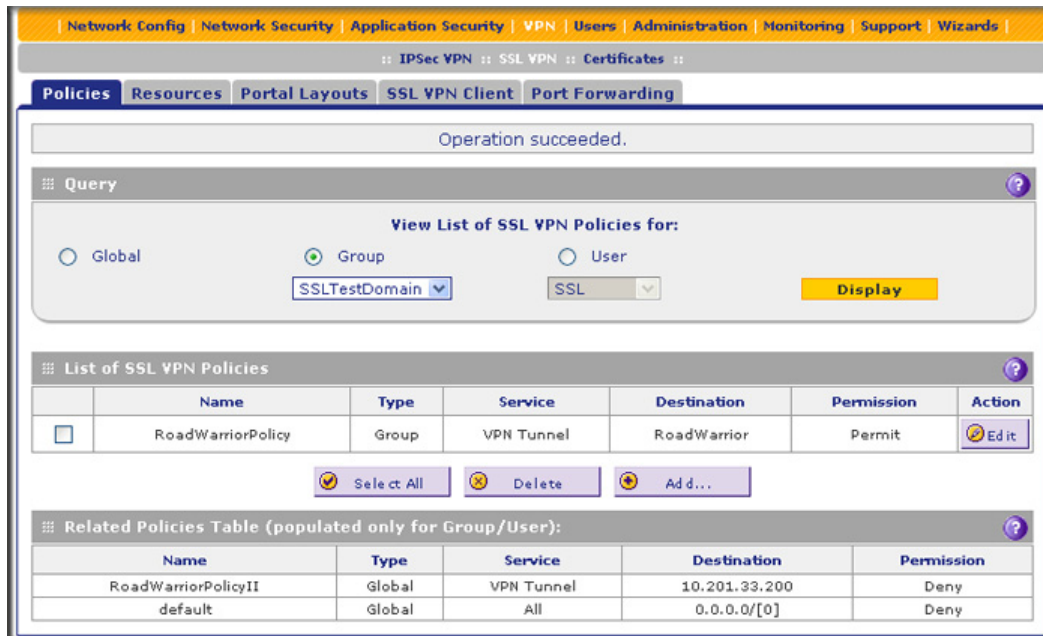 | Network Config | Network Security | Application Security | VPN | Users | Administration | Monitoring | Support | Wizards |
:: IPSec VPN :: SSL VPN :: Certificates ::
Policies Resources Portal Layouts SSL VPN Client Port Forwarding
Operation succeeded.
Query ?
View List of SSL VPN Policies for:
Global Group User
SSLTestDomain SSL Display
List of SSL VPN Policies ?
Name Type Service Destination Permission Action
RoadWarriorPolicy Group VPN Tunnel RoadWarrior Permit Edit
Select All Delete Add...
Related Policies Table (populated only for Group/User): ?
Name Type Service Destination Permission
RoadWarriorPolicyII Global VPN Tunnel 10.201.33.200 Deny
default Global All 0.0.0.0/[0] Deny